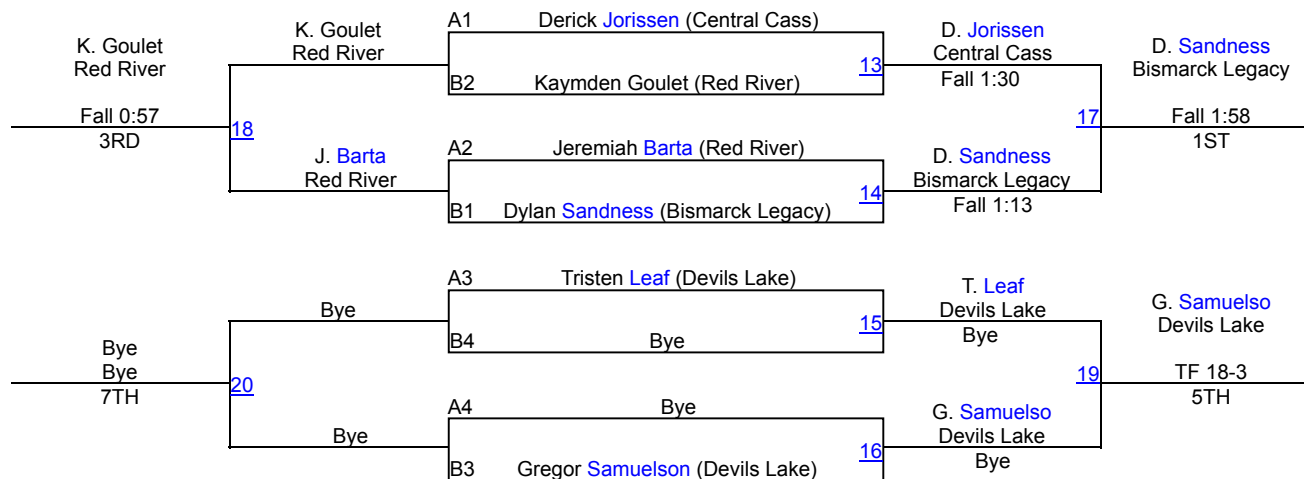 A1 Derick Jorissen (Central Cass)
K. Goulet
Red River
K. Goulet
Red River
D. Jorissen
Central Cass
D. Sandness
Bismarck Legacy
13
B2 Kaymden Goulet (Red River)
Fall 1:30
Fall 0:57
3RD
18
17
Fall 1:58
1ST
A2 Jeremiah Barta (Red River)
J. Barta
Red River
D. Sandness
Bismarck Legacy
14
B1 Dylan Sandness (Bismarck Legacy)
Fall 1:13
A3 Tristen Leaf (Devils Lake)
Bye
T. Leaf
Devils Lake
G. Samuelso
Devils Lake
15
B4 Bye
Bye
Bye
Bye
7TH
20
19
TF 18-3
5TH
A4 Bye
Bye
G. Samuelso
Devils Lake
16
B3 Gregor Samuelson (Devils Lake)
Bye